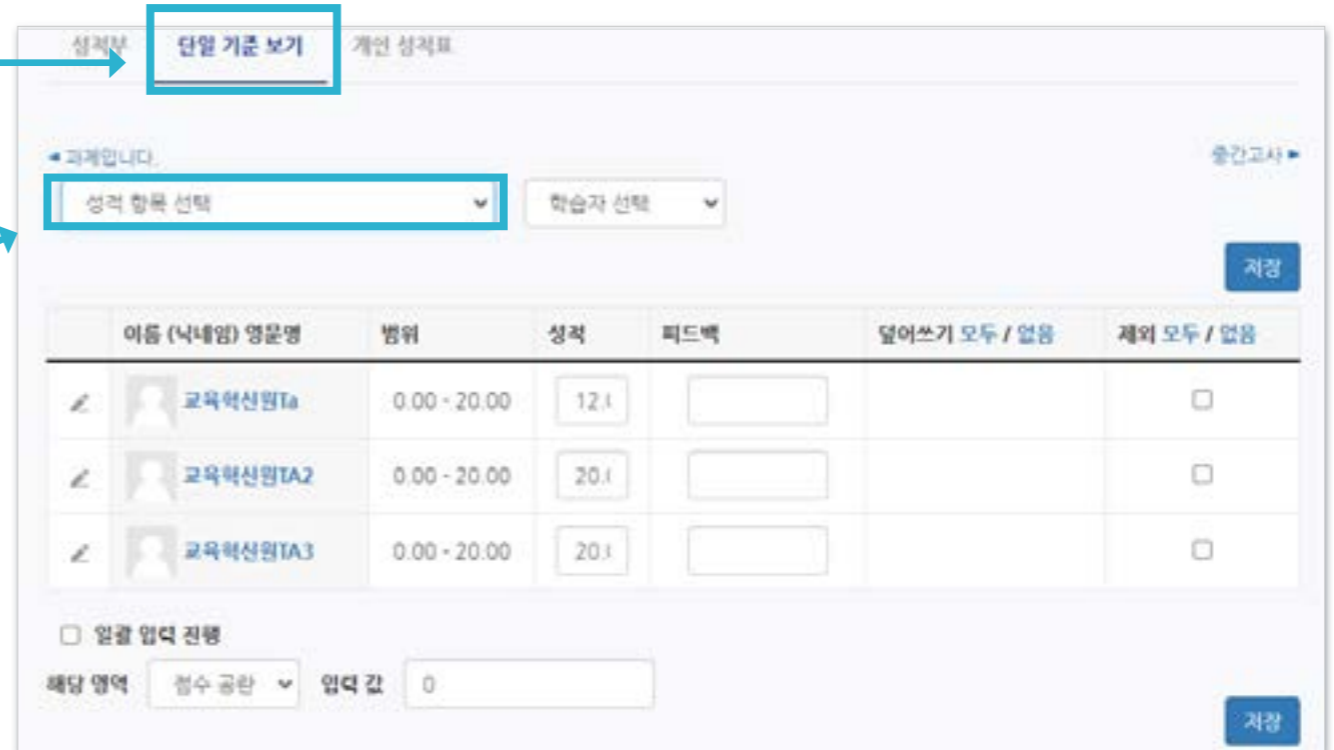 성적부 단일 기준 보기 개인 성적표
◄ 과제입니다. 중간고사 ►
성적 항목 선택 학습자 선택
저장
이름 (닉네임) 영문명 범위 성적 피드백 덮어쓰기 모두 / 없음 제외 모두 / 없음
교육혁신원Ta 0.00 - 20.00 12.
교육혁신원TA2 0.00 - 20.00 20.
교육혁신원TA3 0.00 - 20.00 20.
일괄 입력 진행
해당 영역 점수 공란 입력 값 0
저장